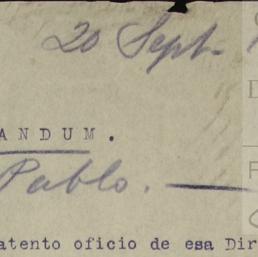 20 Sept.
ANDUM.
Pablo.
atento oficio de esa Dir